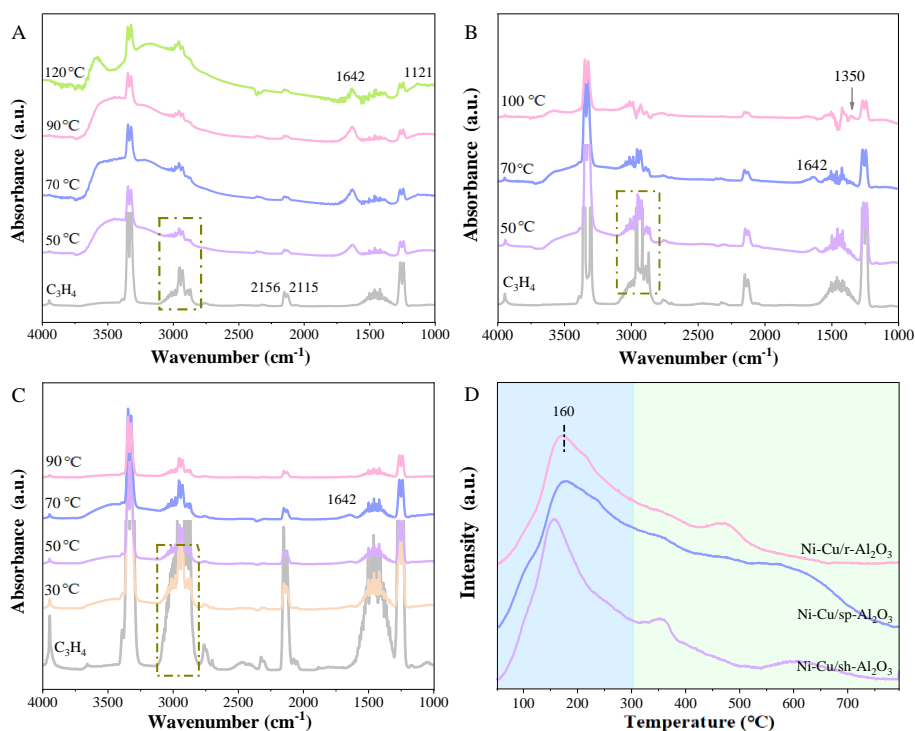 A
120 °C
1642
1121
90 °C
70 °C
50 °C
C3H4
2156
2115
4000 3500 3000 2500 2000 1500 1000
Wavenumber (cm-1)
Absorbance (a.u.)
B
100 °C
1350
70 °C
1642
50 °C
C3H4
4000 3500 3000 2500 2000 1500 1000
Wavenumber (cm-1)
Absorbance (a.u.)
C
90 °C
70 °C
1642
50 °C
30 °C
C3H4
4000 3500 3000 2500 2000 1500 1000
Wavenumber (cm-1)
Absorbance (a.u.)
D
160
Ni-Cu/r-Al2O3
Ni-Cu/sp-Al2O3
Ni-Cu/sh-Al2O3
100 200 300 400 500 600 700
Temperature (°C)
Intensity (a.u.)